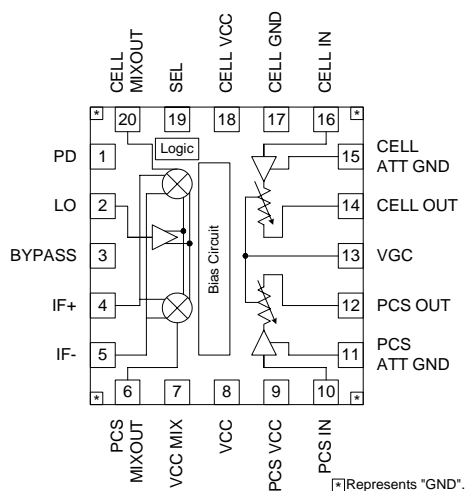 CELL
MIXOUT
SEL
CELL VCC
CELL GND
CELL IN
* 20 19 18 17 16 *
Logic
PD 1
15 CELL
ATT GND
LO 2
14 CELL OUT
BYPASS 3
Bias Circuit
13 VGC
IF+ 4
12 PCS OUT
IF- 5
11 PCS
ATT GND
* 6 7 8 9 10 *
PCS
MIXOUT
VCC MIX
VCC
PCS VCC
PCS IN
* Represents "GND".